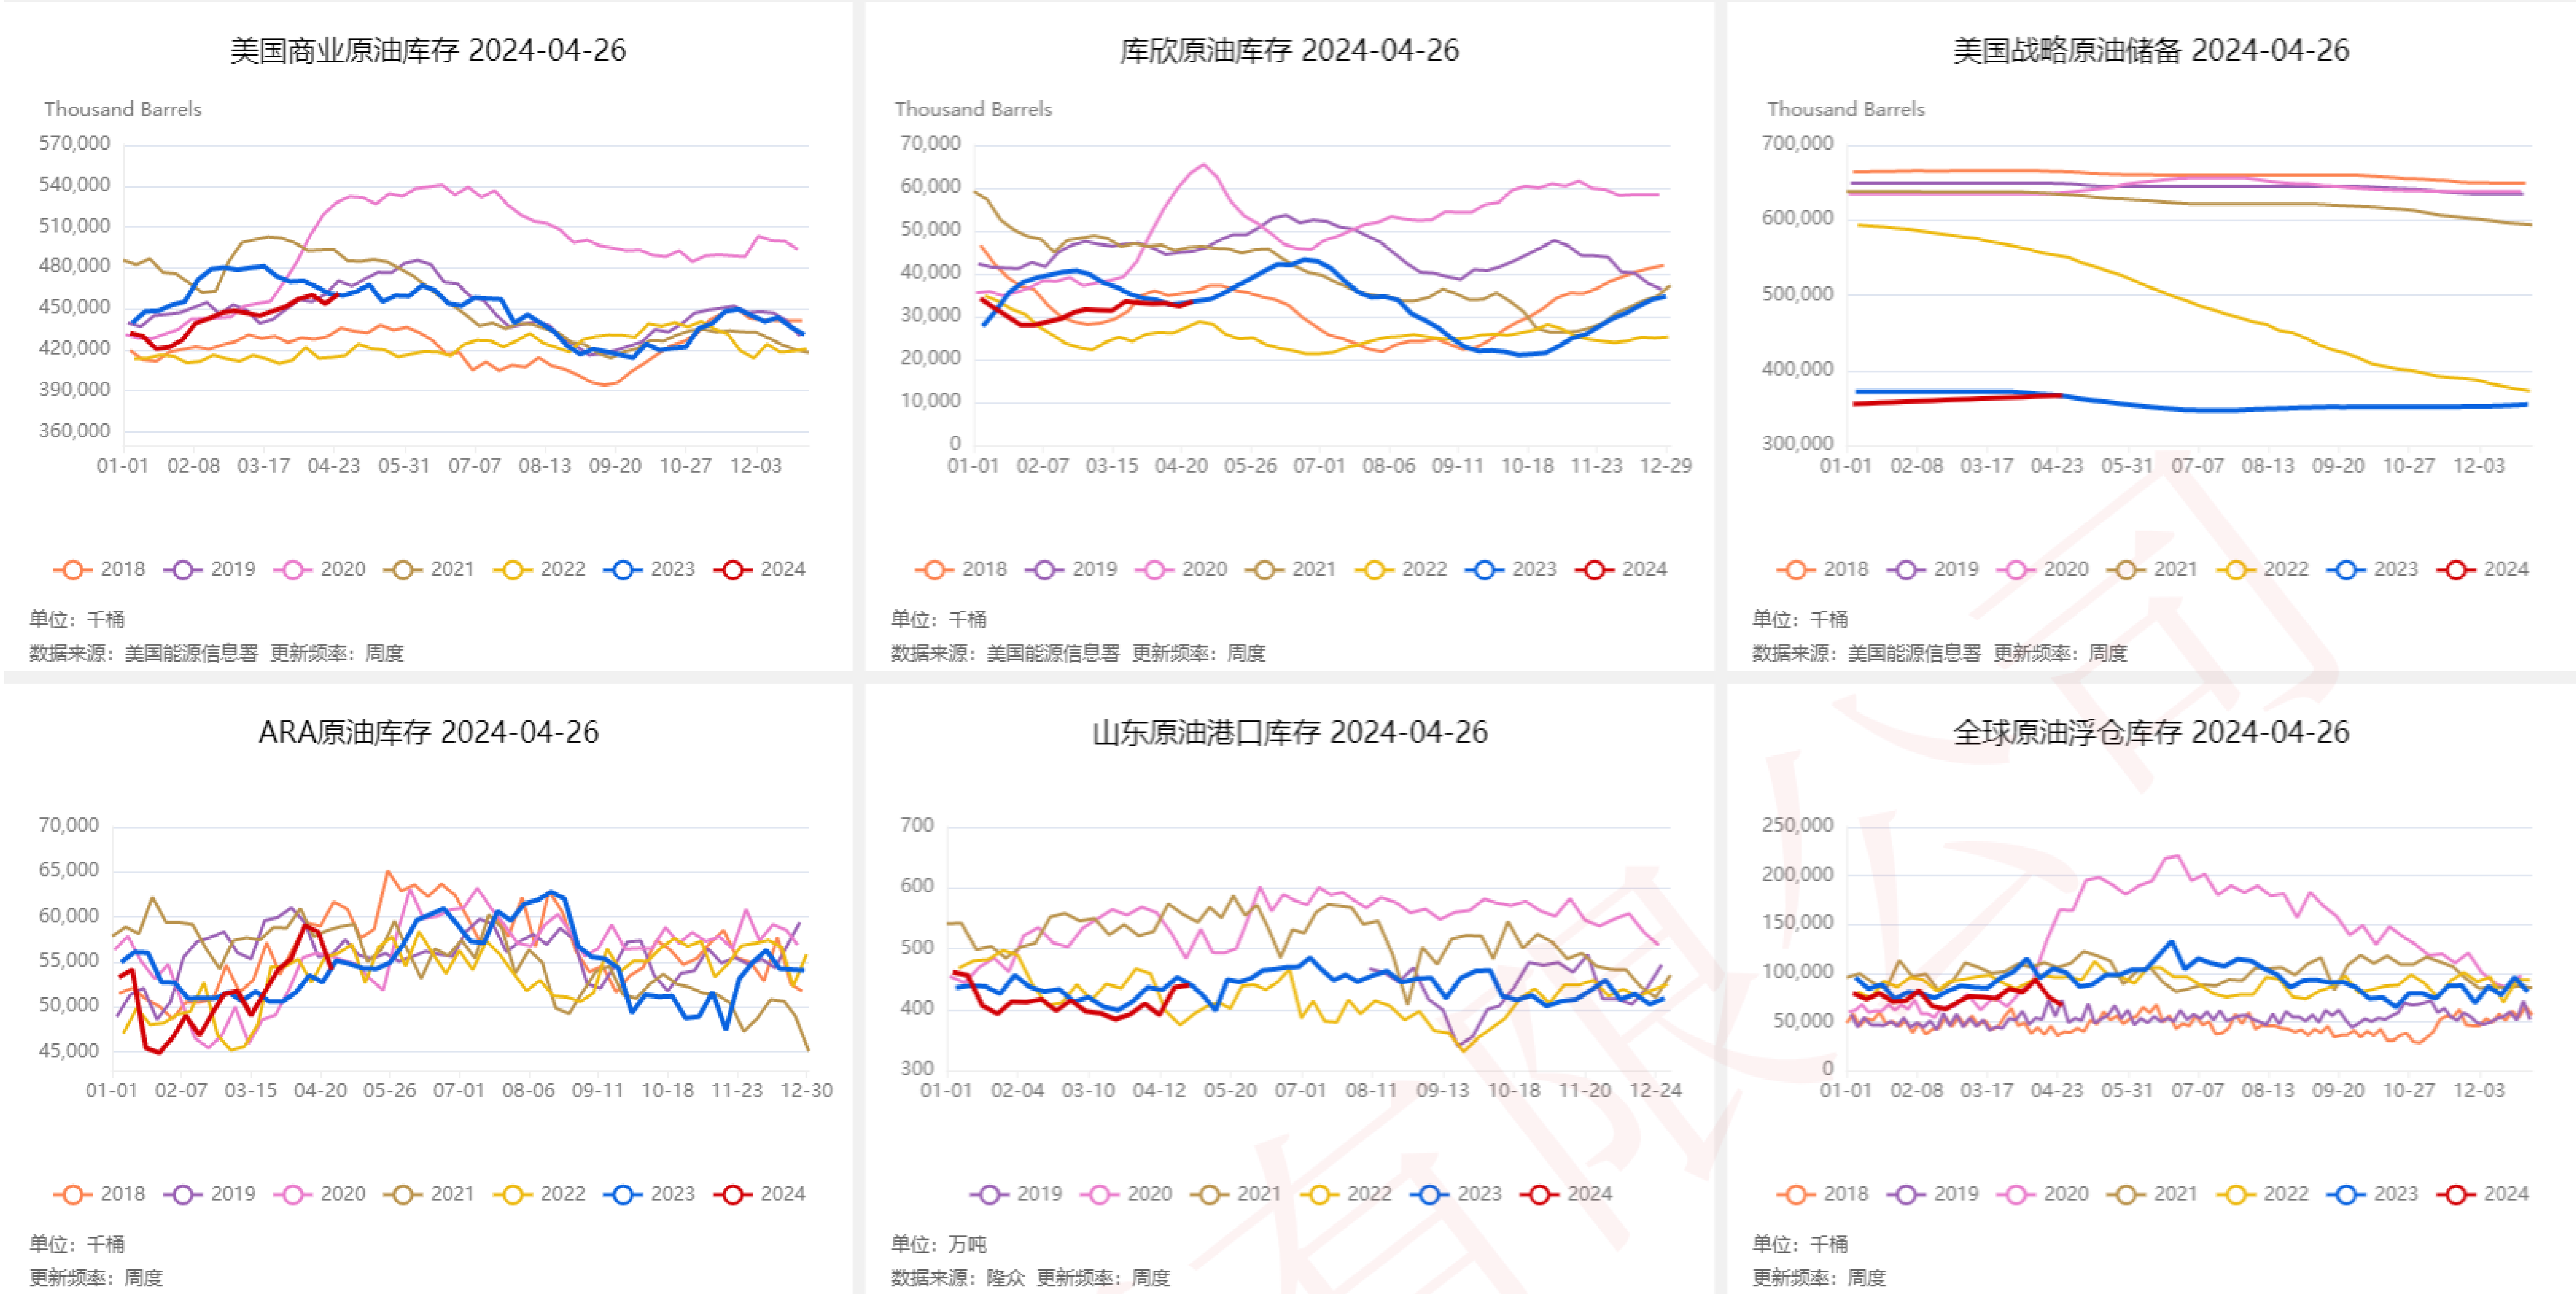 美国商业原油库存 2024-04-26
Thousand Barrels
570,000
540,000
510,000
480,000
450,000
420,000
390,000
360,000
01-01 02-08 03-17 04-23 05-31 07-07 08-13 09-20 10-27 12-03
2018 2019 2020 2021 2022 2023 2024
单位：千桶
数据来源：美国能源信息署 更新频率：周度
库欣原油库存 2024-04-26
Thousand Barrels
70,000
60,000
50,000
40,000
30,000
20,000
10,000
0
01-01 02-07 03-15 04-20 05-26 07-01 08-06 09-11 10-18 11-23 12-29
2018 2019 2020 2021 2022 2023 2024
单位：千桶
数据来源：美国能源信息署 更新频率：周度
美国战略原油储备 2024-04-26
Thousand Barrels
700,000
600,000
500,000
400,000
300,000
01-01 02-08 03-17 04-23 05-31 07-07 08-13 09-20 10-27 12-03
2018 2019 2020 2021 2022 2023 2024
单位：千桶
数据来源：美国能源信息署 更新频率：周度
ARA原油库存 2024-04-26
70,000
65,000
60,000
55,000
50,000
45,000
01-01 02-07 03-15 04-20 05-26 07-01 08-06 09-11 10-18 11-23 12-30
2018 2019 2020 2021 2022 2023 2024
单位：千桶
更新频率：周度
山东原油港口库存 2024-04-26
700
600
500
400
300
01-01 02-04 03-10 04-12 05-20 07-01 08-11 09-13 10-18 11-20 12-24
2019 2020 2021 2022 2023 2024
单位：万吨
数据来源：隆众 更新频率：周度
全球原油浮仓库存 2024-04-26
250,000
200,000
150,000
100,000
50,000
0
01-01 02-08 03-17 04-23 05-31 07-07 08-13 09-20 10-27 12-03
2018 2019 2020 2021 2022 2023 2024
单位：千桶
更新频率：周度
有限公司